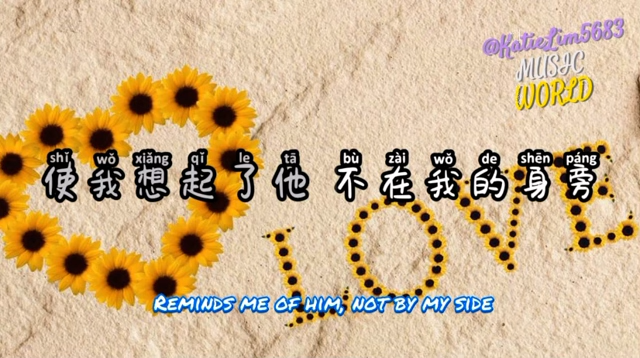 @KatieLim5683
MUSIC
WORLD
shǐ wǒ xiǎng qǐ le tā bù zài wǒ de shēn páng
使我想起了他 不在我的身旁
LOVE
REMINDS ME OF HIM, NOT BY MY SIDE